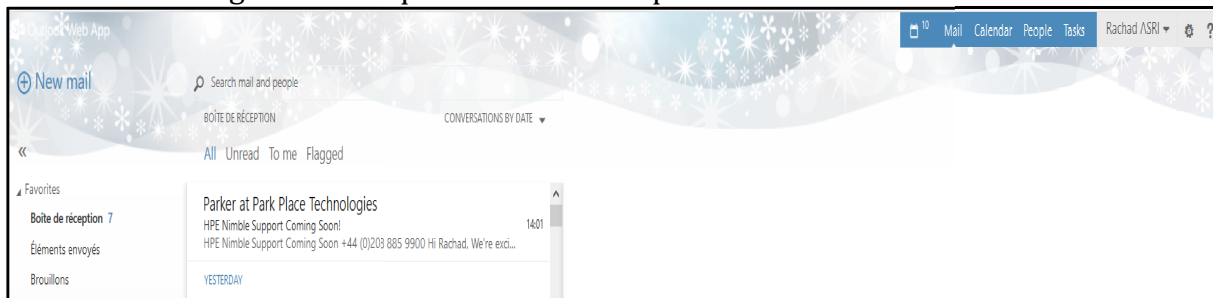 Outlook Web App
10 Mail Calendar People Tasks Rachad ASRI ?
New mail
Search mail and people
BOÎTE DE RÉCEPTION CONVERSATIONS BY DATE
«
All Unread To me Flagged
Favorites
Parker at Park Place Technologies
Boîte de réception 7
HPE Nimble Support Coming Soon! 14:01
HPE Nimble Support Coming Soon +44 (0)203 885 9900 Hi Rachad, We're exci...
Éléments envoyés
Brouillons
YESTERDAY